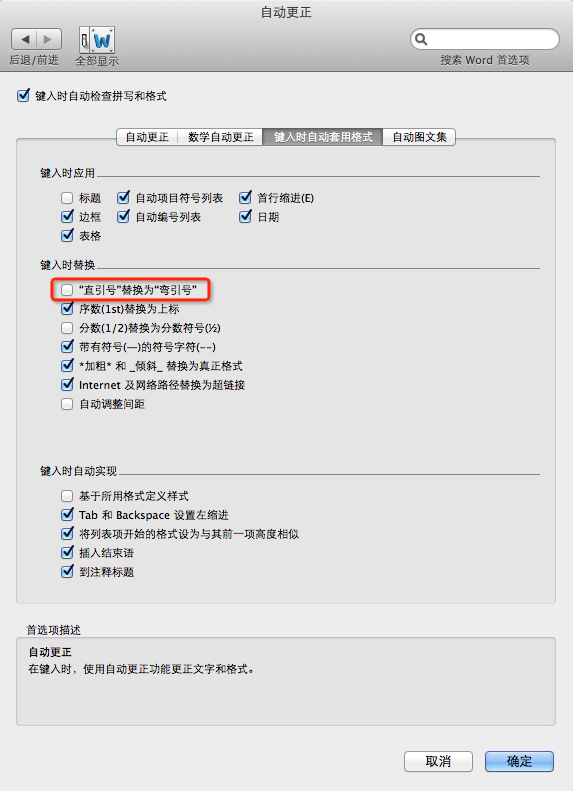 自动更正
后退/前进 全部显示 搜索 Word 首选项
键入时自动检查拼写和格式
自动更正 数学自动更正 键入时自动套用格式 自动图文集
键入时应用
标题 自动项目符号列表 首行缩进(E)
边框 自动编号列表 日期
表格
键入时替换
“直引号”替换为“弯引号”
序数(1st)替换为上标
分数(1/2)替换为分数符号(½)
带有符号(—)的符号字符(--)
*加粗* 和 _倾斜_ 替换为真正格式
Internet 及网络路径替换为超链接
自动调整间距
键入时自动实现
基于所用格式定义样式
Tab 和 Backspace 设置左缩进
将列表项开始的格式设为与其前一项高度相似
插入结束语
到注释标题
首选项描述
自动更正
在键入时，使用自动更正功能更正文字和格式。
取消 确定